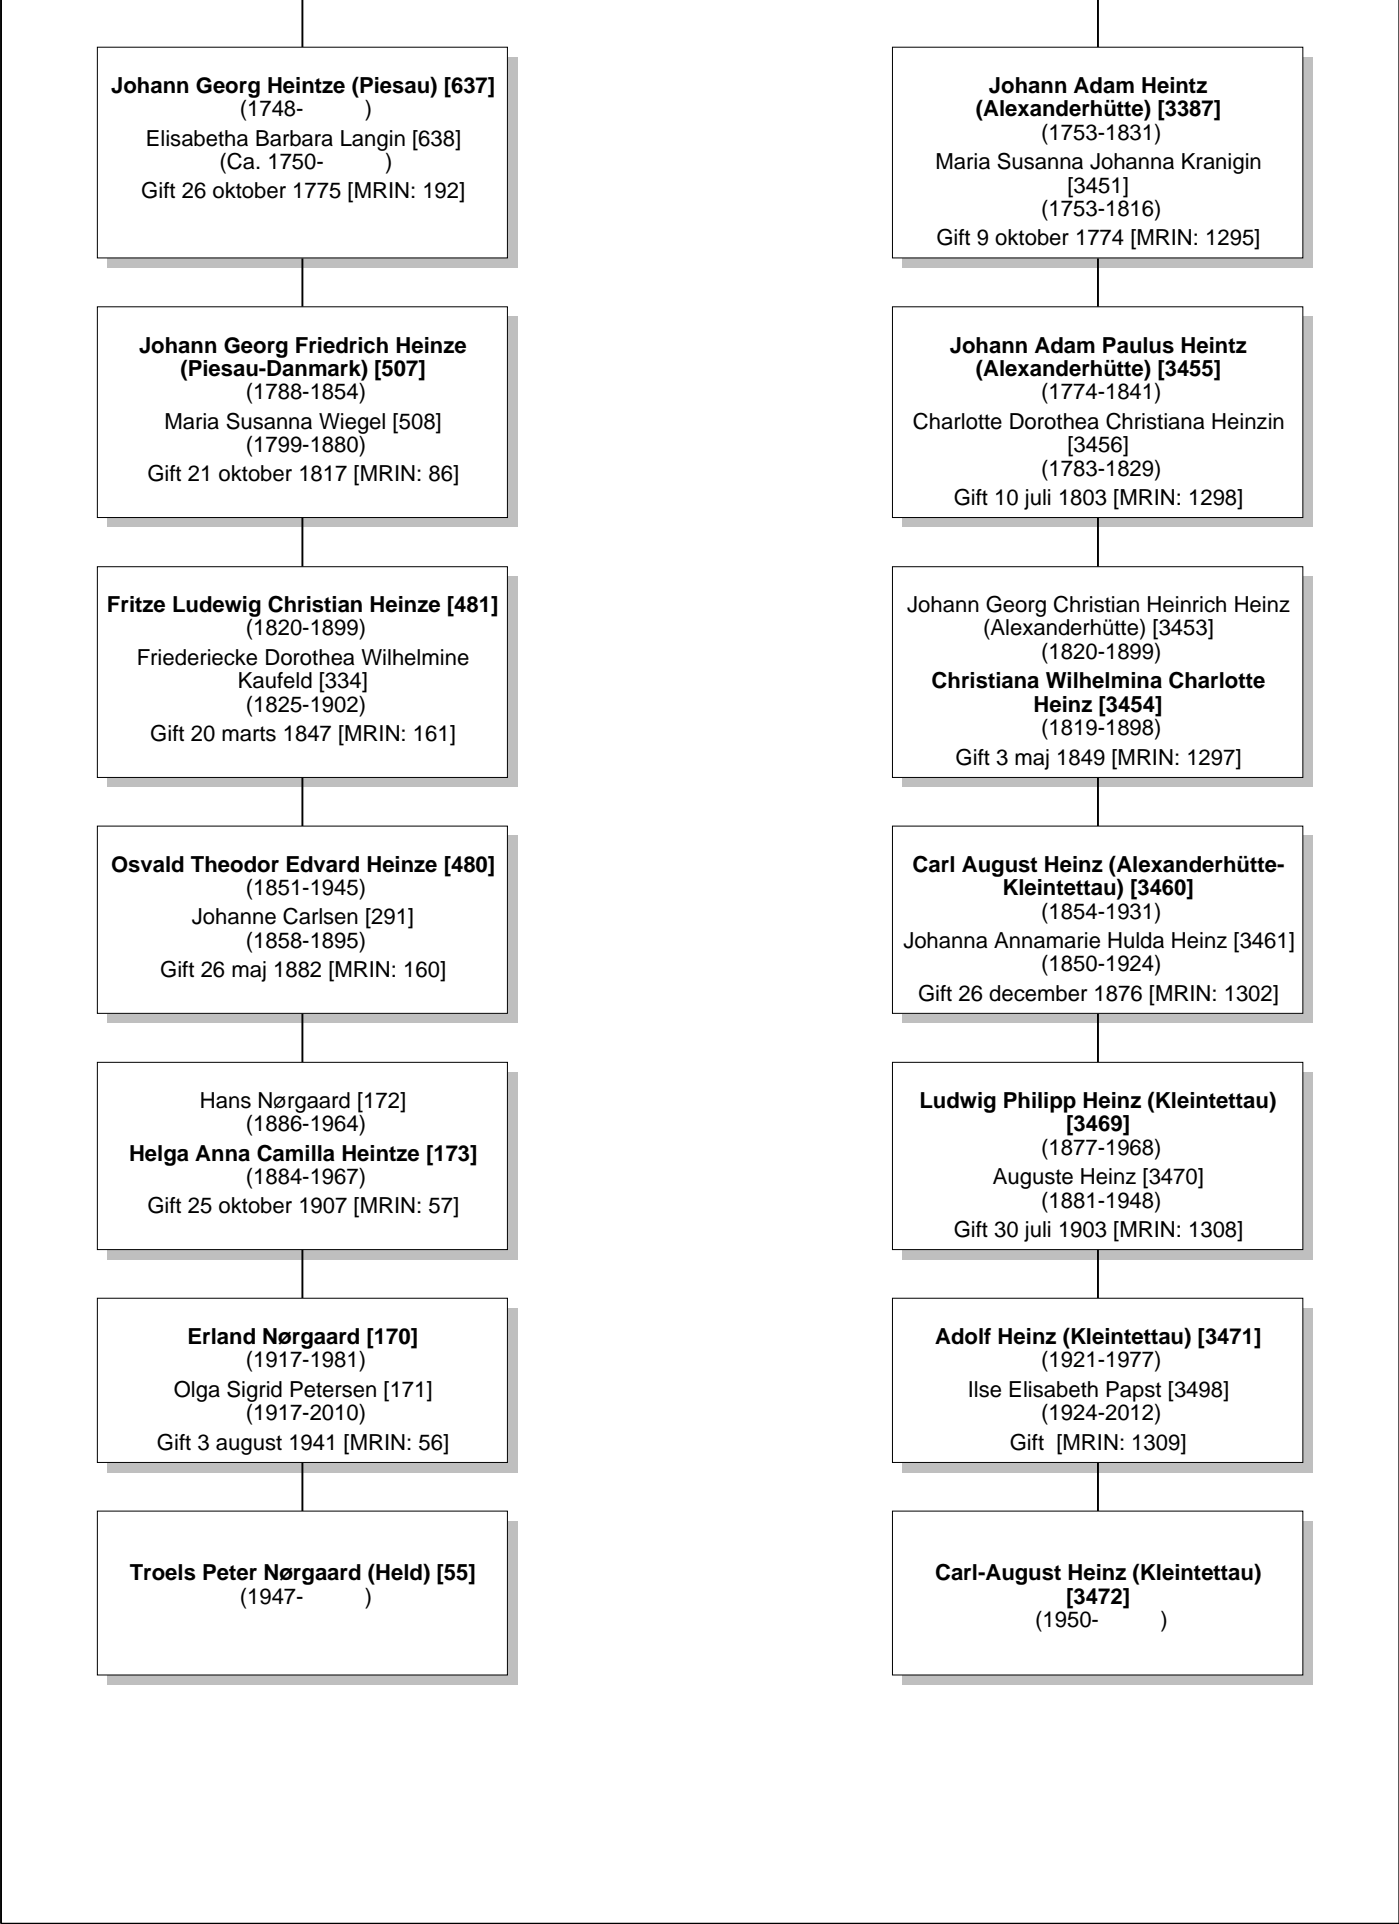 Johann Georg Heintze (Piesau) [637]
(1748-          )
Elisabetha Barbara Langin [638]
(Ca. 1750-          )
Gift 26 oktober 1775 [MRIN: 192]
Johann Georg Friedrich Heinze
(Piesau-Danmark) [507]
(1788-1854)
Maria Susanna Wiegel [508]
(1799-1880)
Gift 21 oktober 1817 [MRIN: 86]
Fritze Ludewig Christian Heinze [481]
(1820-1899)
Friederiecke Dorothea Wilhelmine
Kaufeld [334]
(1825-1902)
Gift 20 marts 1847 [MRIN: 161]
Osvald Theodor Edvard Heinze [480]
(1851-1945)
Johanne Carlsen [291]
(1858-1895)
Gift 26 maj 1882 [MRIN: 160]
Hans Nørgaard [172]
(1886-1964)
Helga Anna Camilla Heintze [173]
(1884-1967)
Gift 25 oktober 1907 [MRIN: 57]
Erland Nørgaard [170]
(1917-1981)
Olga Sigrid Petersen [171]
(1917-2010)
Gift 3 august 1941 [MRIN: 56]
Troels Peter Nørgaard (Held) [55]
(1947-          )
Johann Adam Heintz
(Alexanderhütte) [3387]
(1753-1831)
Maria Susanna Johanna Kranigin
[3451]
(1753-1816)
Gift 9 oktober 1774 [MRIN: 1295]
Johann Adam Paulus Heintz
(Alexanderhütte) [3455]
(1774-1841)
Charlotte Dorothea Christiana Heinzin
[3456]
(1783-1829)
Gift 10 juli 1803 [MRIN: 1298]
Johann Georg Christian Heinrich Heinz
(Alexanderhütte) [3453]
(1820-1899)
Christiana Wilhelmina Charlotte
Heinz [3454]
(1819-1898)
Gift 3 maj 1849 [MRIN: 1297]
Carl August Heinz (Alexanderhütte-
Kleintettau) [3460]
(1854-1931)
Johanna Annamarie Hulda Heinz [3461]
(1850-1924)
Gift 26 december 1876 [MRIN: 1302]
Ludwig Philipp Heinz (Kleintettau)
[3469]
(1877-1968)
Auguste Heinz [3470]
(1881-1948)
Gift 30 juli 1903 [MRIN: 1308]
Adolf Heinz (Kleintettau) [3471]
(1921-1977)
Ilse Elisabeth Papst [3498]
(1924-2012)
Gift  [MRIN: 1309]
Carl-August Heinz (Kleintettau)
[3472]
(1950-          )